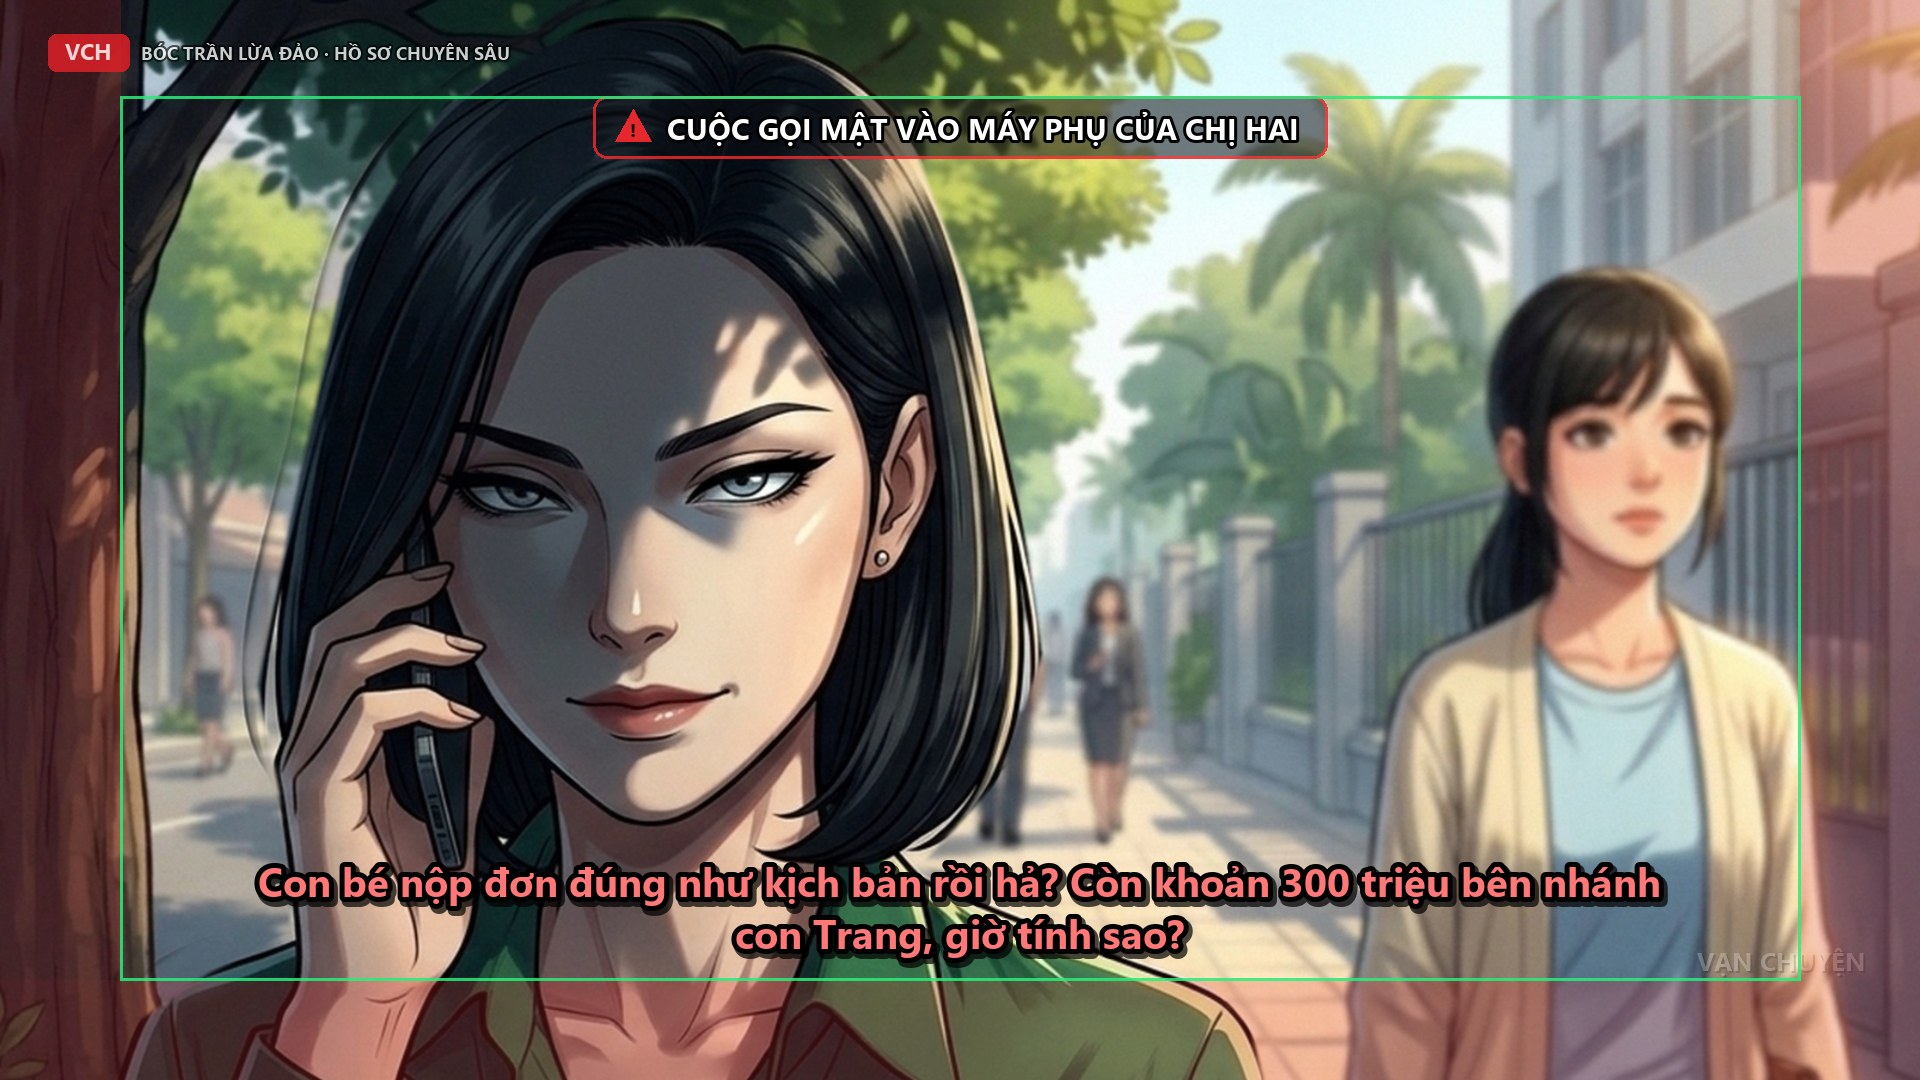 VCH BÓC TRẦN LỪA ĐẢO · HỒ SƠ CHUYÊN SÂU
CUỘC GỌI MẬT VÀO MÁY PHỤ CỦA CHỊ HAI
Con bé nộp đơn đúng như kịch bản rồi hả? Còn khoản 300 triệu bên nhánh
con Trang, giờ tính sao?
VẠN CHUYỆN